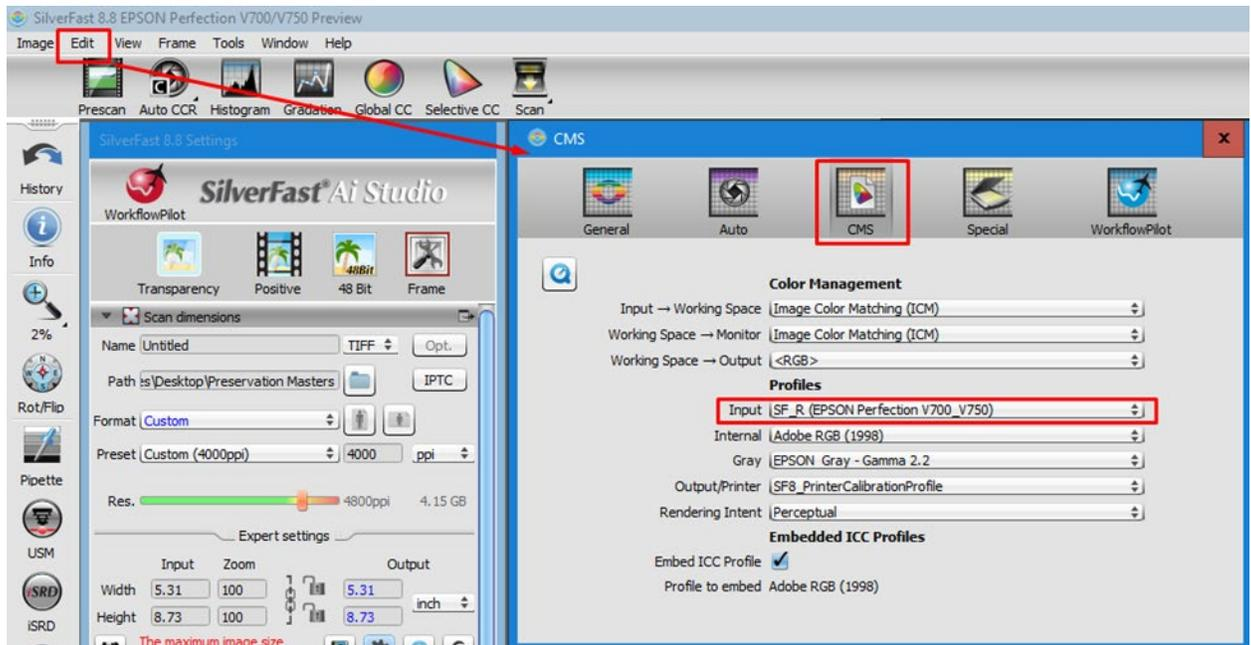 SilverFast 8.8 EPSON Perfection V700/V750 Preview
Image Edit View Frame Tools Window Help
Prescan Auto CCR Histogram Gradation Global CC Selective CC Scan
History
Info
2%
Rot/Flip
Pipette
USM
iSRD
iSRD
SilverFast 8.8 Settings
WorkflowPilot
SilverFast® Ai Studio
48Bit
Transparency Positive 48 Bit Frame
Scan dimensions
Name Untitled TIFF Opt.
Path es\Desktop\Preservation Masters IPTC
Format Custom
Preset Custom (4000ppi) 4000 ppi
Res. 4800ppi 4.15 GB
Expert settings
Input Zoom Output
Width 5.31 100 5.31
inch
Height 8.73 100 8.73
The maximum image size
CMS x
General Auto CMS Special WorkflowPilot
Color Management
Input → Working Space Image Color Matching (ICM)
Working Space → Monitor Image Color Matching (ICM)
Working Space → Output <RGB>
Profiles
Input SF_R (EPSON Perfection V700_V750)
Internal Adobe RGB (1998)
Gray EPSON Gray - Gamma 2.2
Output/Printer SF8_PrinterCalibrationProfile
Rendering Intent Perceptual
Embedded ICC Profiles
Embed ICC Profile
Profile to embed Adobe RGB (1998)